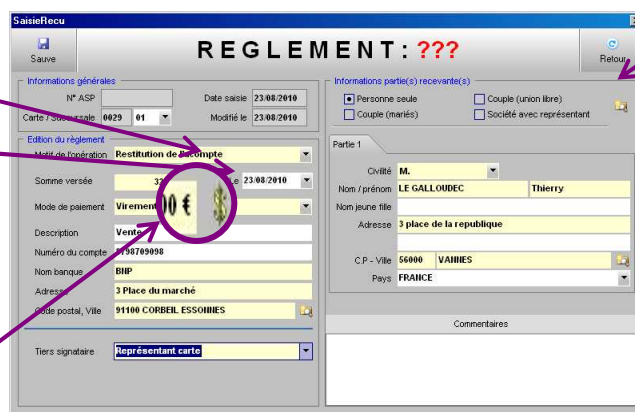 SaisieRecu
Sauve
REGLEMENT: ???
Retour
Informations générales
N° ASP
Date saisie 23/08/2010
Carte / Succursale 0029 01
Modifié le 23/08/2010
Edition du règlement
Motif de l'opération Restitution de l'acompte
Somme versée
Le 23/08/2010
00 €
Mode de paiement Virement
Description Vente
Numéro du compte 8798709098
Nom banque BNP
Adresse 3 Place du marché
Code postal, Ville 91100 CORBEIL ESSONNES
Tiers signataire Représentant carte
Informations partie(s) recevante(s)
Personne seule
Couple (union libre)
Couple (mariés)
Société avec représentant
Partie 1
Civilité M.
Nom / prénom LE GALLOUDEC Thierry
Nom jeune fille
Adresse 3 place de la republique
C.P - Ville 56000 VANNES
Pays FRANCE
Commentaires